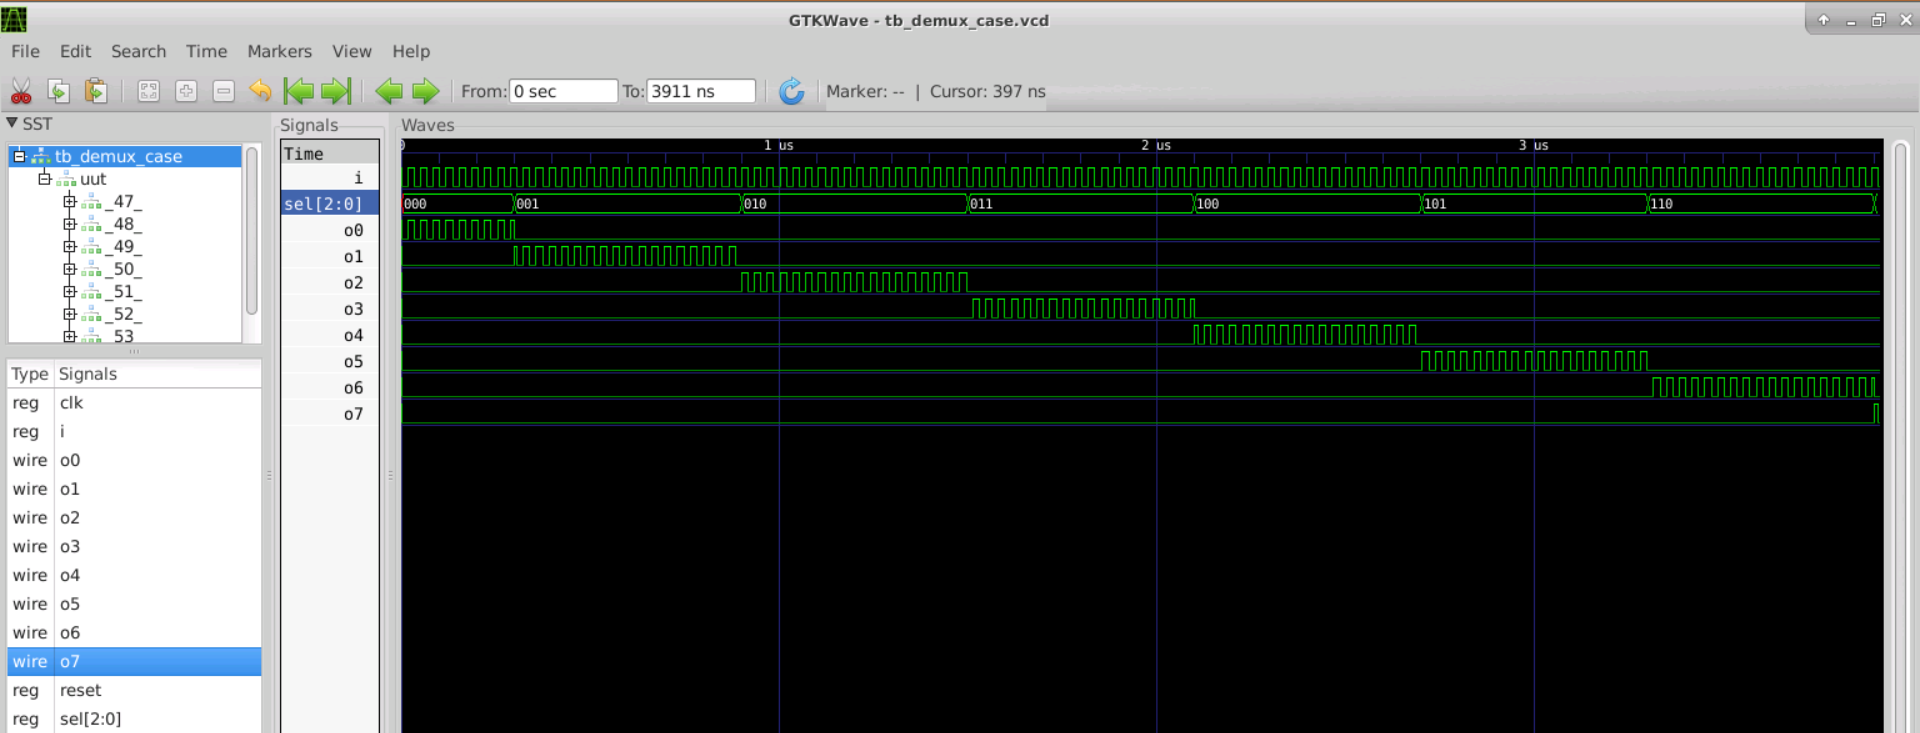 GTKWave - tb_demux_case.vcd
File Edit Search Time Markers View Help
From: 0 sec To: 3911 ns Marker: -- | Cursor: 397 ns
SST
tb_demux_case
uut
_47_
_48_
_49_
_50_
_51_
_52_
_53_
Type Signals
reg clk
reg i
wire o0
wire o1
wire o2
wire o3
wire o4
wire o5
wire o6
wire o7
reg reset
reg sel[2:0]
Signals
Time
i
sel[2:0]
o0
o1
o2
o3
o4
o5
o6
o7
Waves
0 1 us 2 us 3 us
000 001 010 011 100 101 110